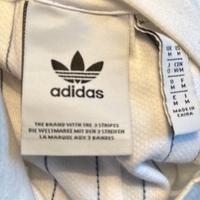 adidas
THE BRAND WITH THE 3 STRIPES
DIE WELTMARKE MIT DEN 3 STREIFEN
LA MARQUE AUX 3 BANDES
MADE IN
CHINA